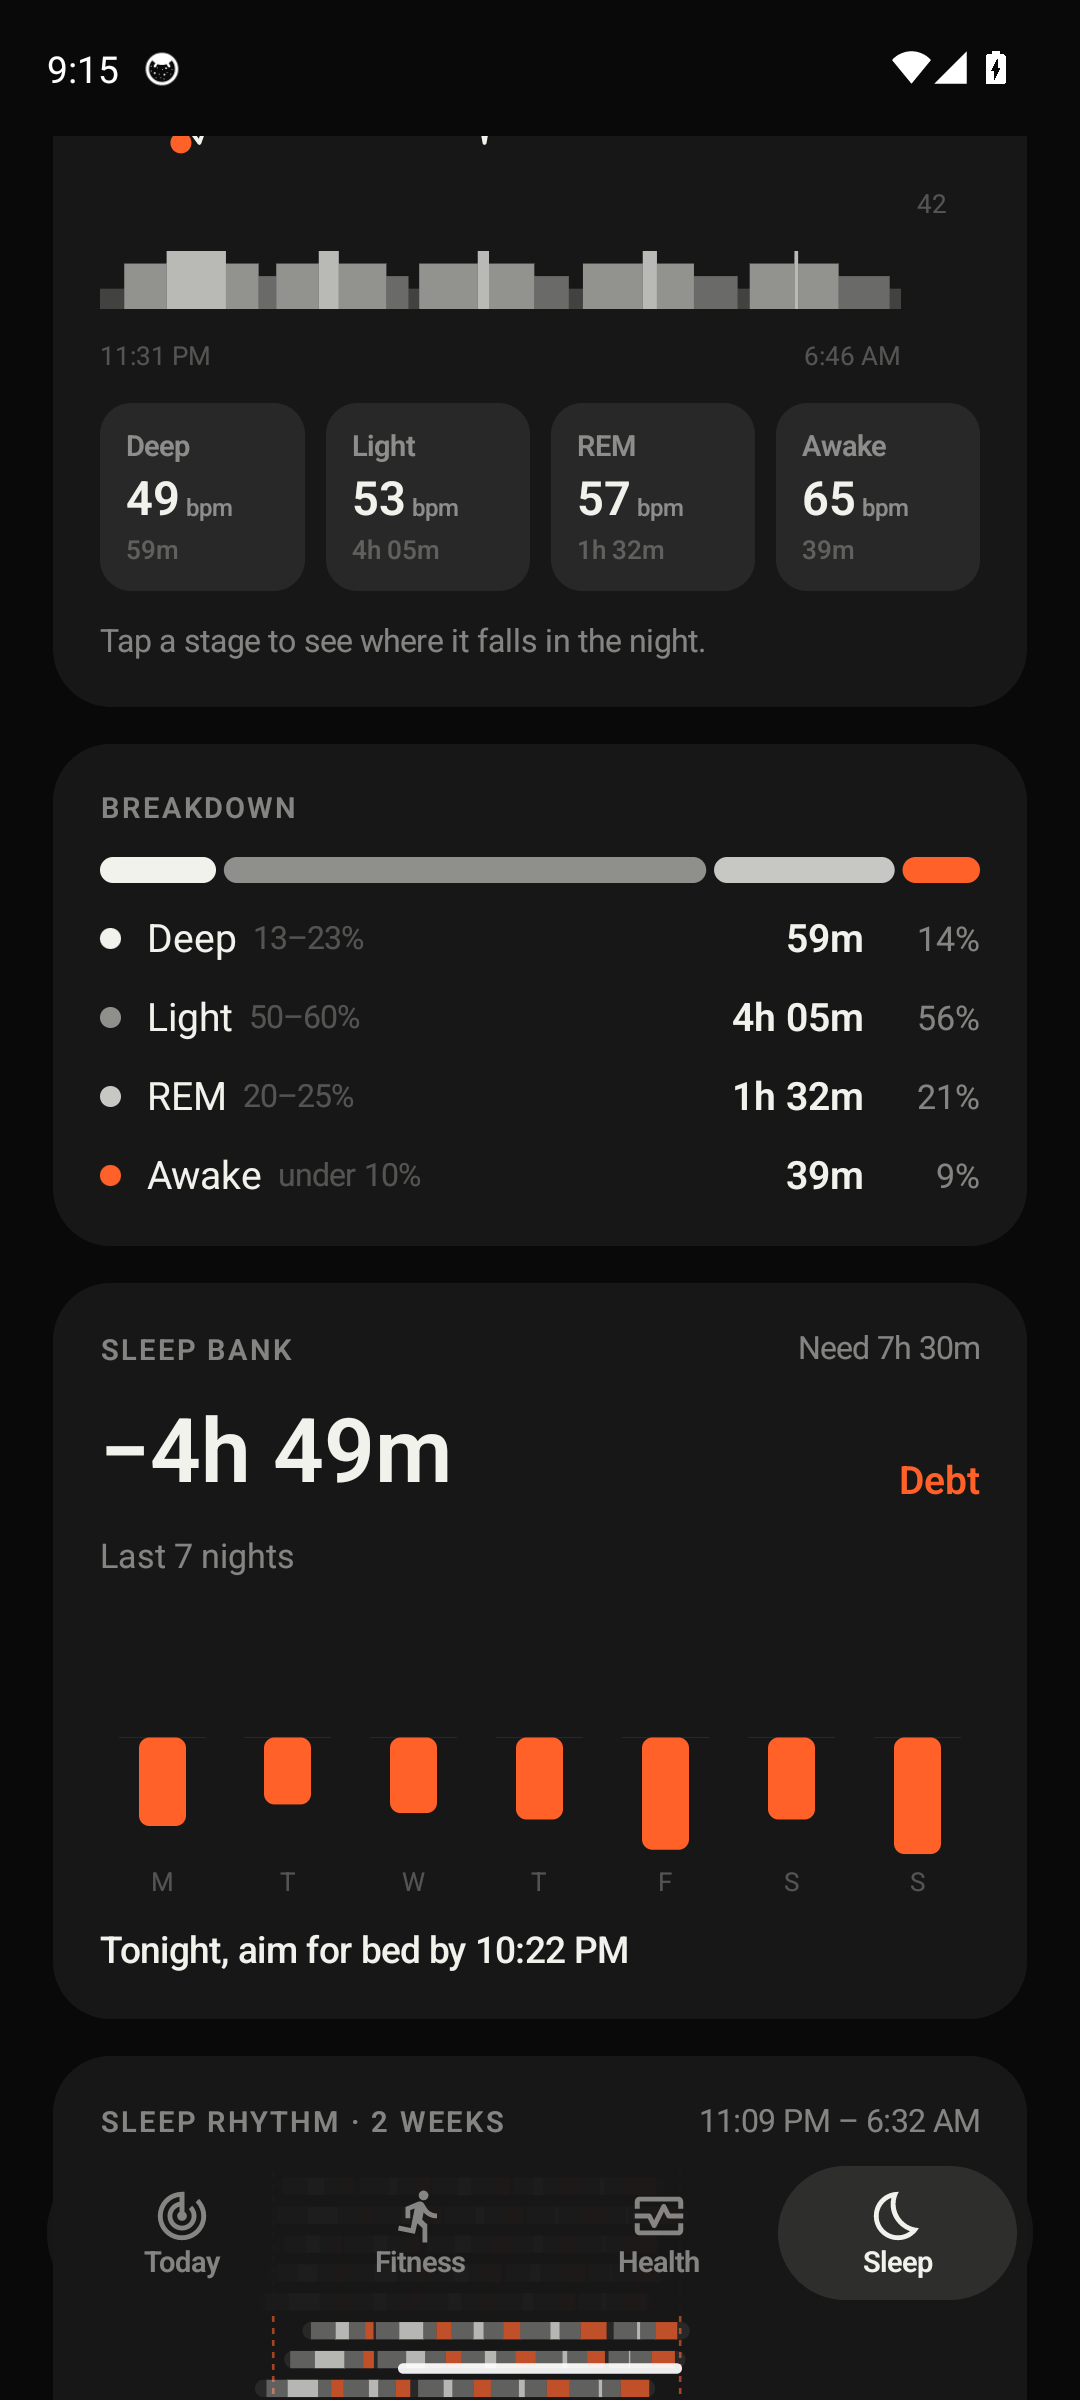 9:15
42
11:31 PM 6:46 AM
Deep Light REM Awake
49 bpm 53 bpm 57 bpm 65 bpm
59m 4h 05m 1h 32m 39m
Tap a stage to see where it falls in the night.
BREAKDOWN
Deep 13–23% 59m 14%
Light 50–60% 4h 05m 56%
REM 20–25% 1h 32m 21%
Awake under 10% 39m 9%
SLEEP BANK Need 7h 30m
−4h 49m Debt
Last 7 nights
M T W T F S S
Tonight, aim for bed by 10:22 PM
SLEEP RHYTHM · 2 WEEKS 11:09 PM – 6:32 AM
Today Fitness Health Sleep